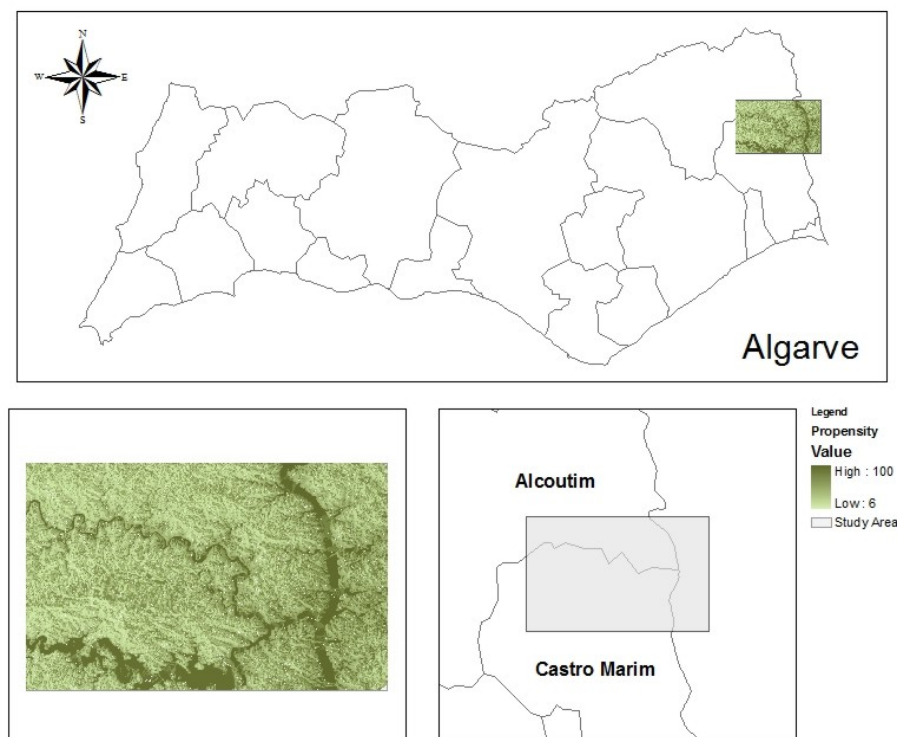 N
W E
S
Algarve
Alcoutim
Castro Marim
Legend
Propensity
Value
High : 100
Low : 6
Study Area